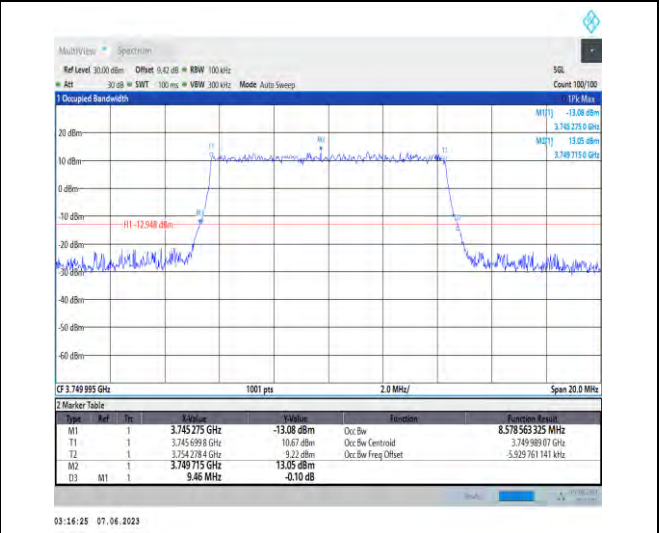 MultiView Spectrum
Ref Level 30.00 dBm Offset 9.42 dB RBW 100 kHz SGL
Att 30 dB SWT 100 ms VBW 300 kHz Mode Auto Sweep Count 100/100
1 Occupied Bandwidth 1Pk Max
M1[1] -13.08 dBm
3.745 275 0 GHz
M2[1] 13.05 dBm
3.749 715 0 GHz
20 dBm
M2
T1
10 dBm
0 dBm
-10 dBm
H1 -12.948 dBm
-20 dBm
-30 dBm
-40 dBm
-50 dBm
-60 dBm
CF 3.749 995 GHz 1001 pts 2.0 MHz/ Span 20.0 MHz
2 Marker Table
Type Ref Trc X-Value Y-Value Function Function Result
M1 1 3.745 275 GHz -13.08 dBm Occ Bw 8.578 563 325 MHz
T1 1 3.745 699 8 GHz 10.67 dBm Occ Bw Centroid 3.749 989 07 GHz
T2 1 3.754 278 4 GHz 9.22 dBm Occ Bw Freq Offset -5.929 761 141 kHz
M2 1 3.749 715 GHz 13.05 dBm
D3 M1 1 9.46 MHz -0.10 dB
03:16:25 07.06.2023